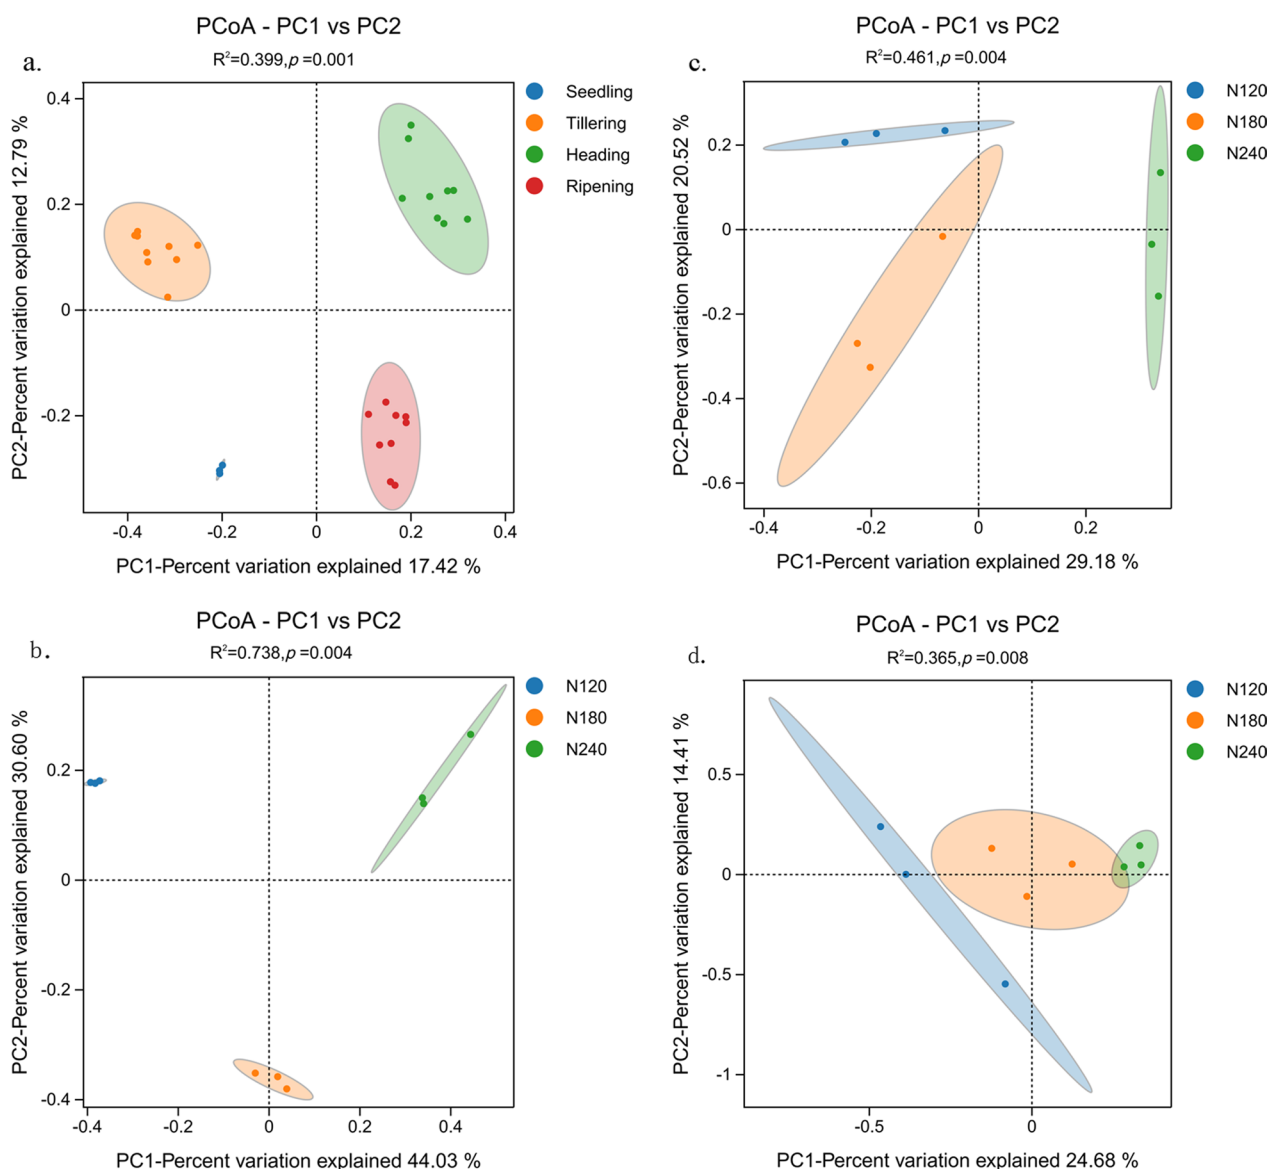 PCoA - PC1 vs PC2
R²=0.399,p =0.001
a.
Seedling
Tillering
Heading
Ripening
PC2-Percent variation explained 12.79 %
0.4
0.2
0
-0.2
-0.4
-0.2
0
0.2
0.4
PC1-Percent variation explained 17.42 %
PCoA - PC1 vs PC2
R²=0.461,p =0.004
c.
N120
N180
N240
PC2-Percent variation explained 20.52 %
0.2
0
-0.2
-0.4
-0.6
-0.4
-0.2
0
0.2
PC1-Percent variation explained 29.18 %
PCoA - PC1 vs PC2
R²=0.738,p =0.004
b.
N120
N180
N240
PC2-Percent variation explained 30.60 %
0.2
0
-0.2
-0.4
-0.4
-0.2
0
0.2
0.4
PC1-Percent variation explained 44.03 %
PCoA - PC1 vs PC2
R²=0.365,p =0.008
d.
N120
N180
N240
PC2-Percent variation explained 14.41 %
0.5
0
-0.5
-1
-0.5
0
PC1-Percent variation explained 24.68 %